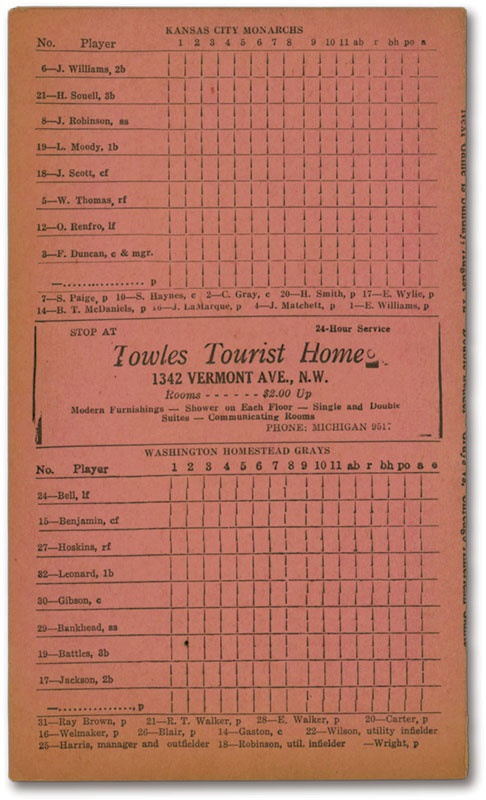 KANSAS CITY MONARCHS
No. Player 1 2 3 4 5 6 7 8 9 10 11 ab r bh po a
6—J. Williams, 2b
21—H. Souell, 3b
8—J. Robinson, ss
19—L. Moody, 1b
18—J. Scott, cf
5—W. Thomas, rf
12—O. Renfro, lf
3—F. Duncan, c & mgr.
—................ p
7—S. Paige, p 10—S. Haynes, c 2—C. Gray, c 20—H. Smith, p 17—E. Wylie, p
14—B. T. McDaniels, p 16—J. LaMarque, p 4—J. Matchett, p 1—E. Williams, p
STOP AT 24-Hour Service
Towles Tourist Home
1342 VERMONT AVE., N.W.
Rooms - - - - - - $2.00 Up
Modern Furnishings — Shower on Each Floor — Single and Double
Suites — Communicating Rooms
PHONE: MICHIGAN 9517
WASHINGTON HOMESTEAD GRAYS
No. Player 1 2 3 4 5 6 7 8 9 10 11 ab r bh po a e
24—Bell, lf
15—Benjamin, cf
27—Hoskins, rf
32—Leonard, 1b
30—Gibson, c
29—Bankhead, ss
19—Battles, 3b
17—Jackson, 2b
—..............., p
31—Ray Brown, p 21—R. T. Walker, p 28—E. Walker, p 20—Carter, p
16—Welmaker, p 26—Blair, p 14—Gaston, c 22—Wilson, utility infielder
25—Harris, manager and outfielder 18—Robinson, util. infielder —Wright, p